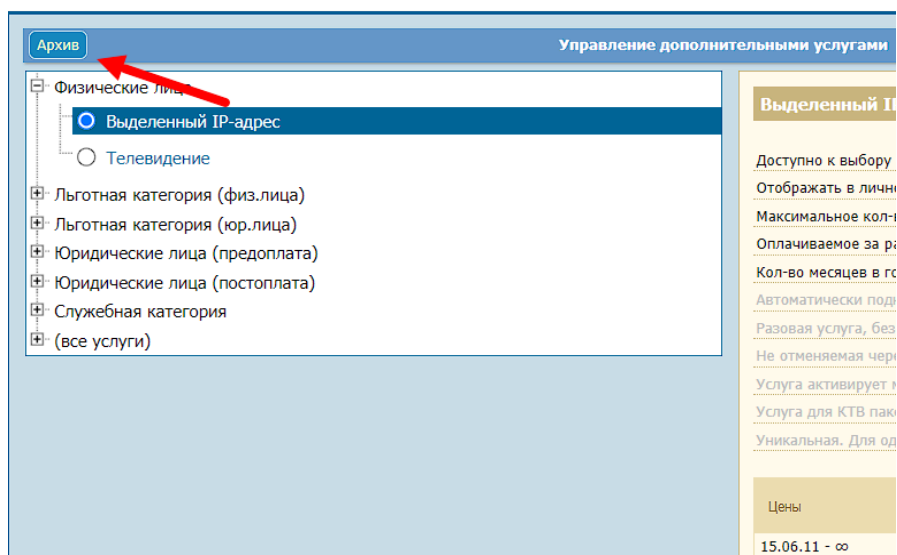 Архив
Управление дополнительными услугами
Физические лица
Выделенный IP-адрес
Телевидение
Льготная категория (физ.лица)
Льготная категория (юр.лица)
Юридические лица (предоплата)
Юридические лица (постоплата)
Служебная категория
(все услуги)
Выделенный I
Доступно к выбору
Отображать в личн
Максимальное кол-
Оплачиваемое за ра
Кол-во месяцев в го
Автоматически подк
Разовая услуга, без
Не отменяемая чере
Услуга активирует м
Услуга для КТВ паке
Уникальная. Для од
Цены
15.06.11 - ∞